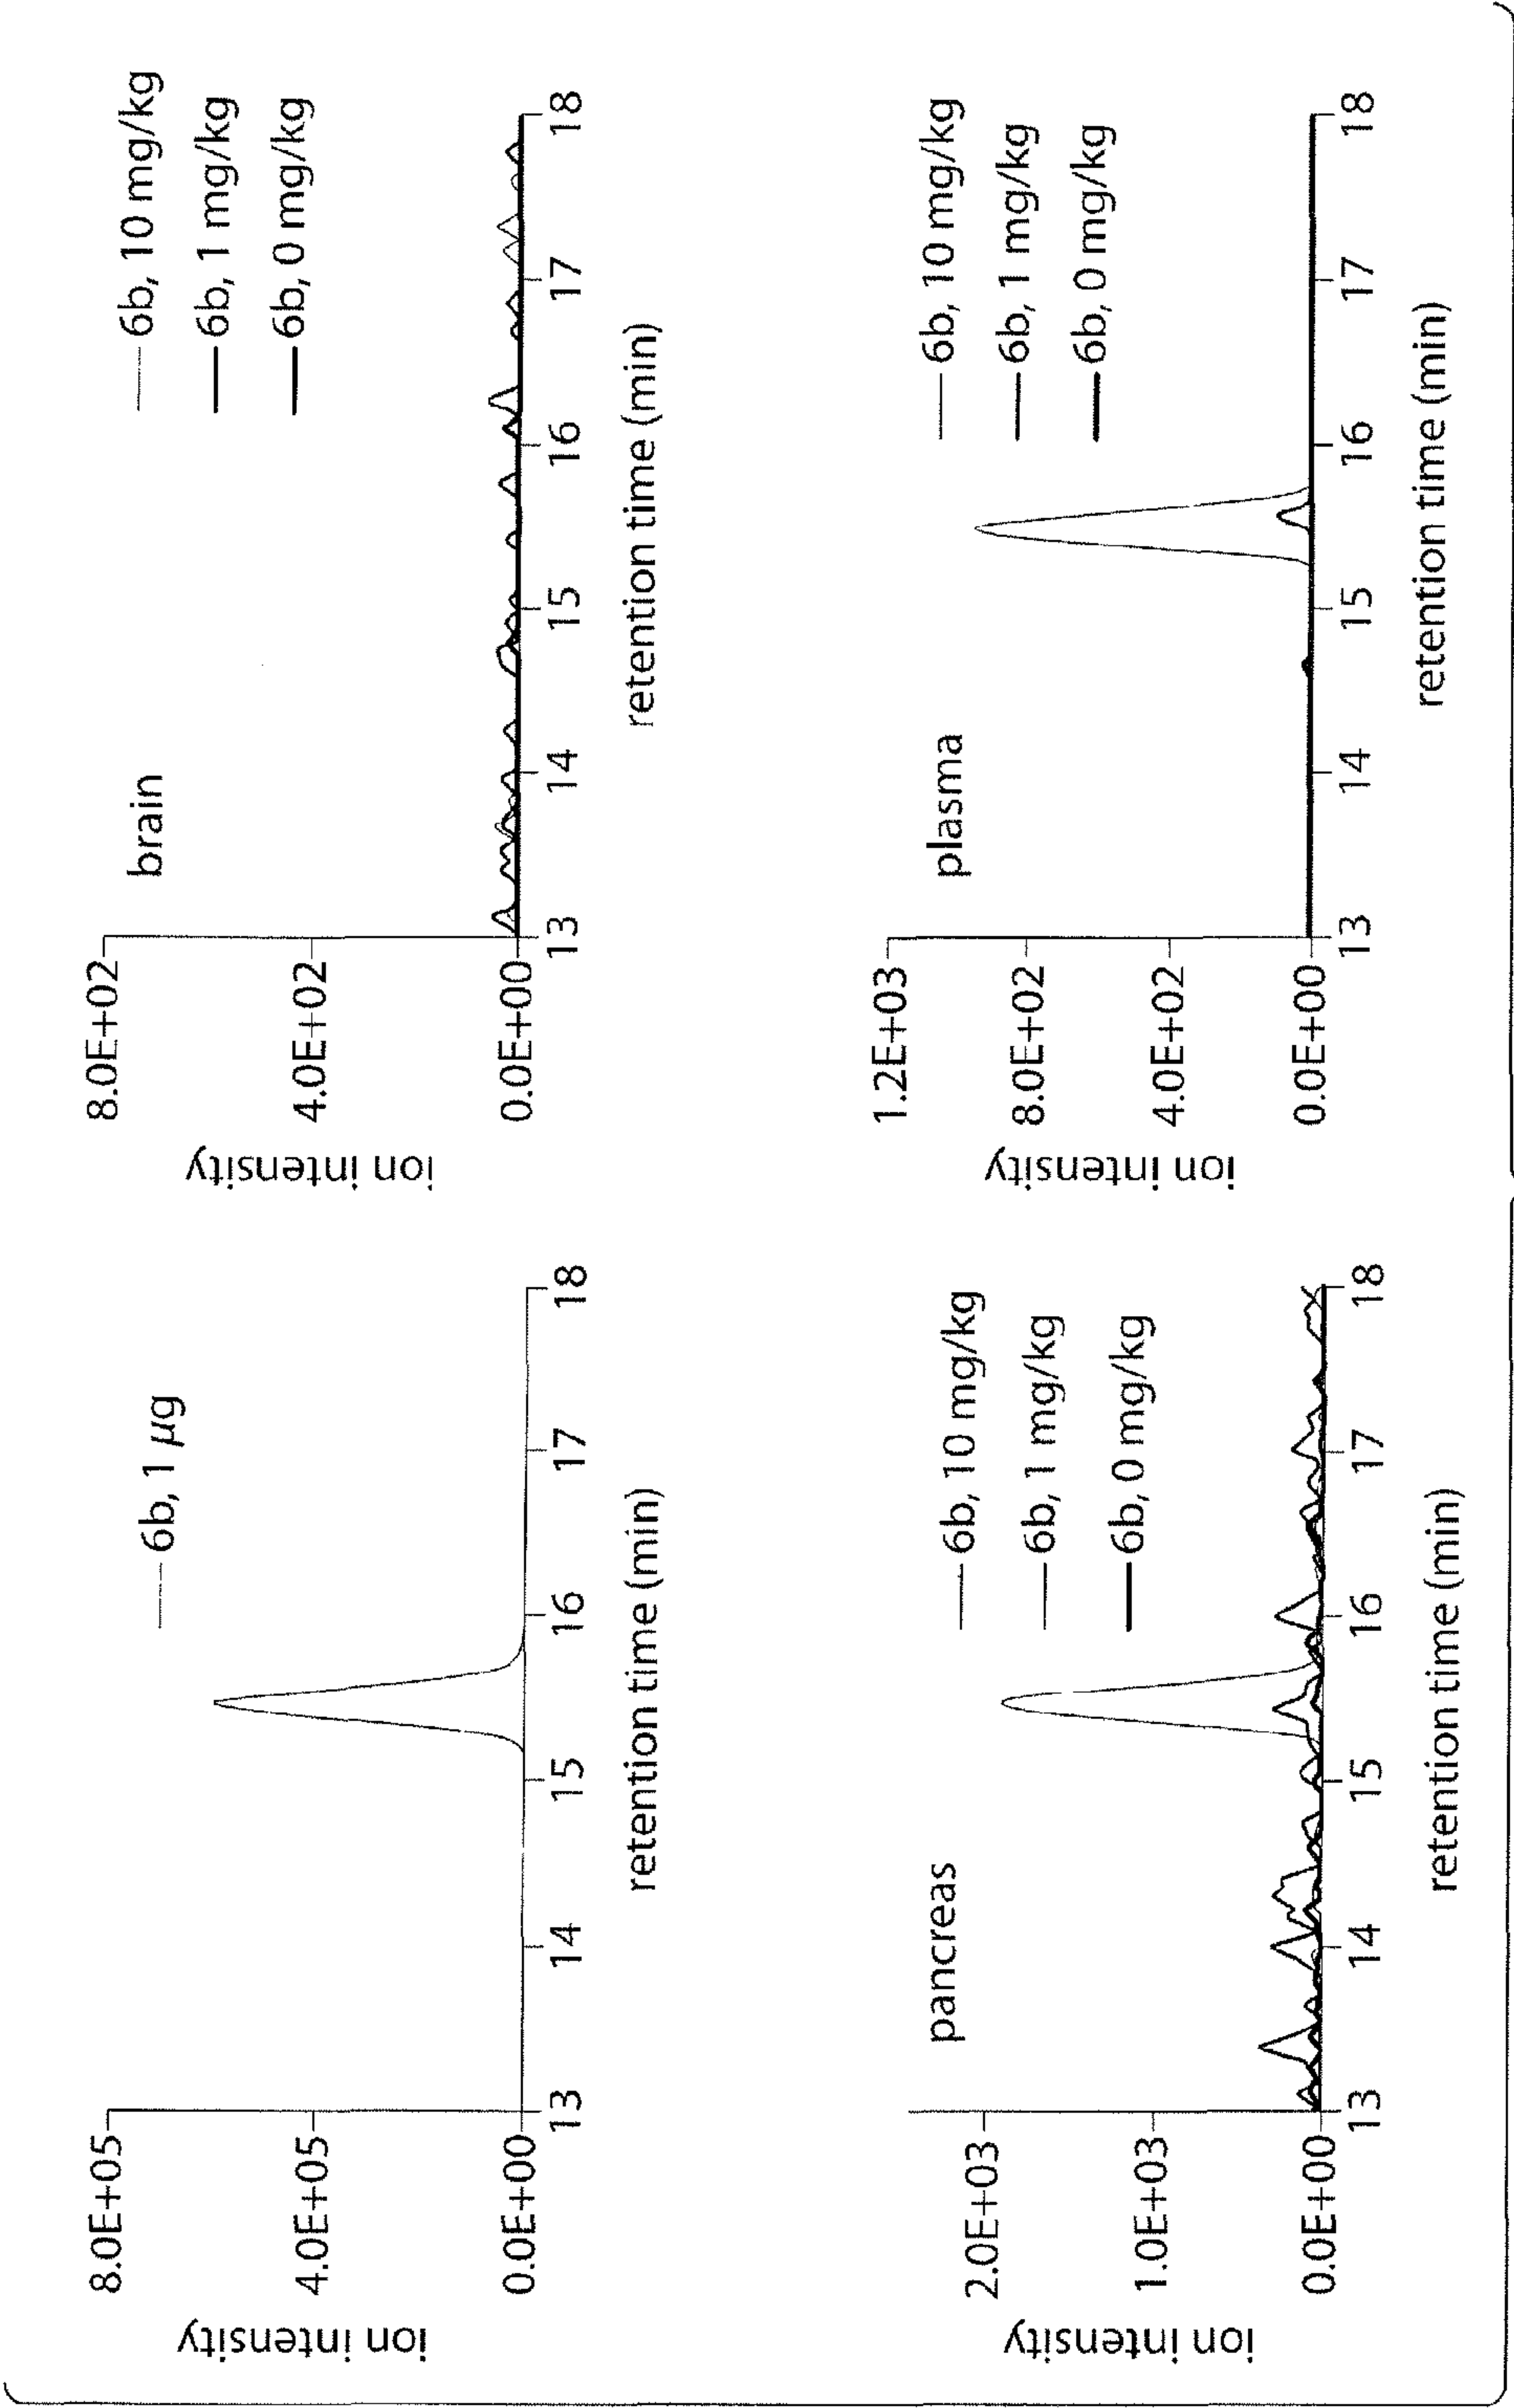 6b, 1 μg
8.0E+05
4.0E+05
0.0E+00
ion intensity
13 14 15 16 17 18
retention time (min)
brain
6b, 10 mg/kg
6b, 1 mg/kg
6b, 0 mg/kg
8.0E+02
4.0E+02
0.0E+00
ion intensity
13 14 15 16 17 18
retention time (min)
pancreas
6b, 10 mg/kg
6b, 1 mg/kg
6b, 0 mg/kg
2.0E+03
1.0E+03
0.0E+00
ion intensity
13 14 15 16 17 18
retention time (min)
plasma
6b, 10 mg/kg
6b, 1 mg/kg
6b, 0 mg/kg
1.2E+03
8.0E+02
4.0E+02
0.0E+00
ion intensity
13 14 15 16 17 18
retention time (min)